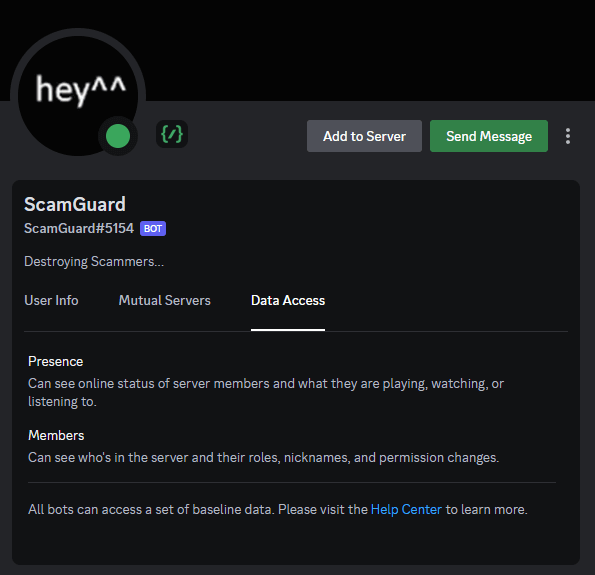 hey^^
{/}
Add to Server
Send Message
ScamGuard
ScamGuard#5154 BOT
Destroying Scammers...
User Info Mutual Servers Data Access
Presence
Can see online status of server members and what they are playing, watching, or
listening to.
Members
Can see who's in the server and their roles, nicknames, and permission changes.
All bots can access a set of baseline data. Please visit the Help Center to learn more.